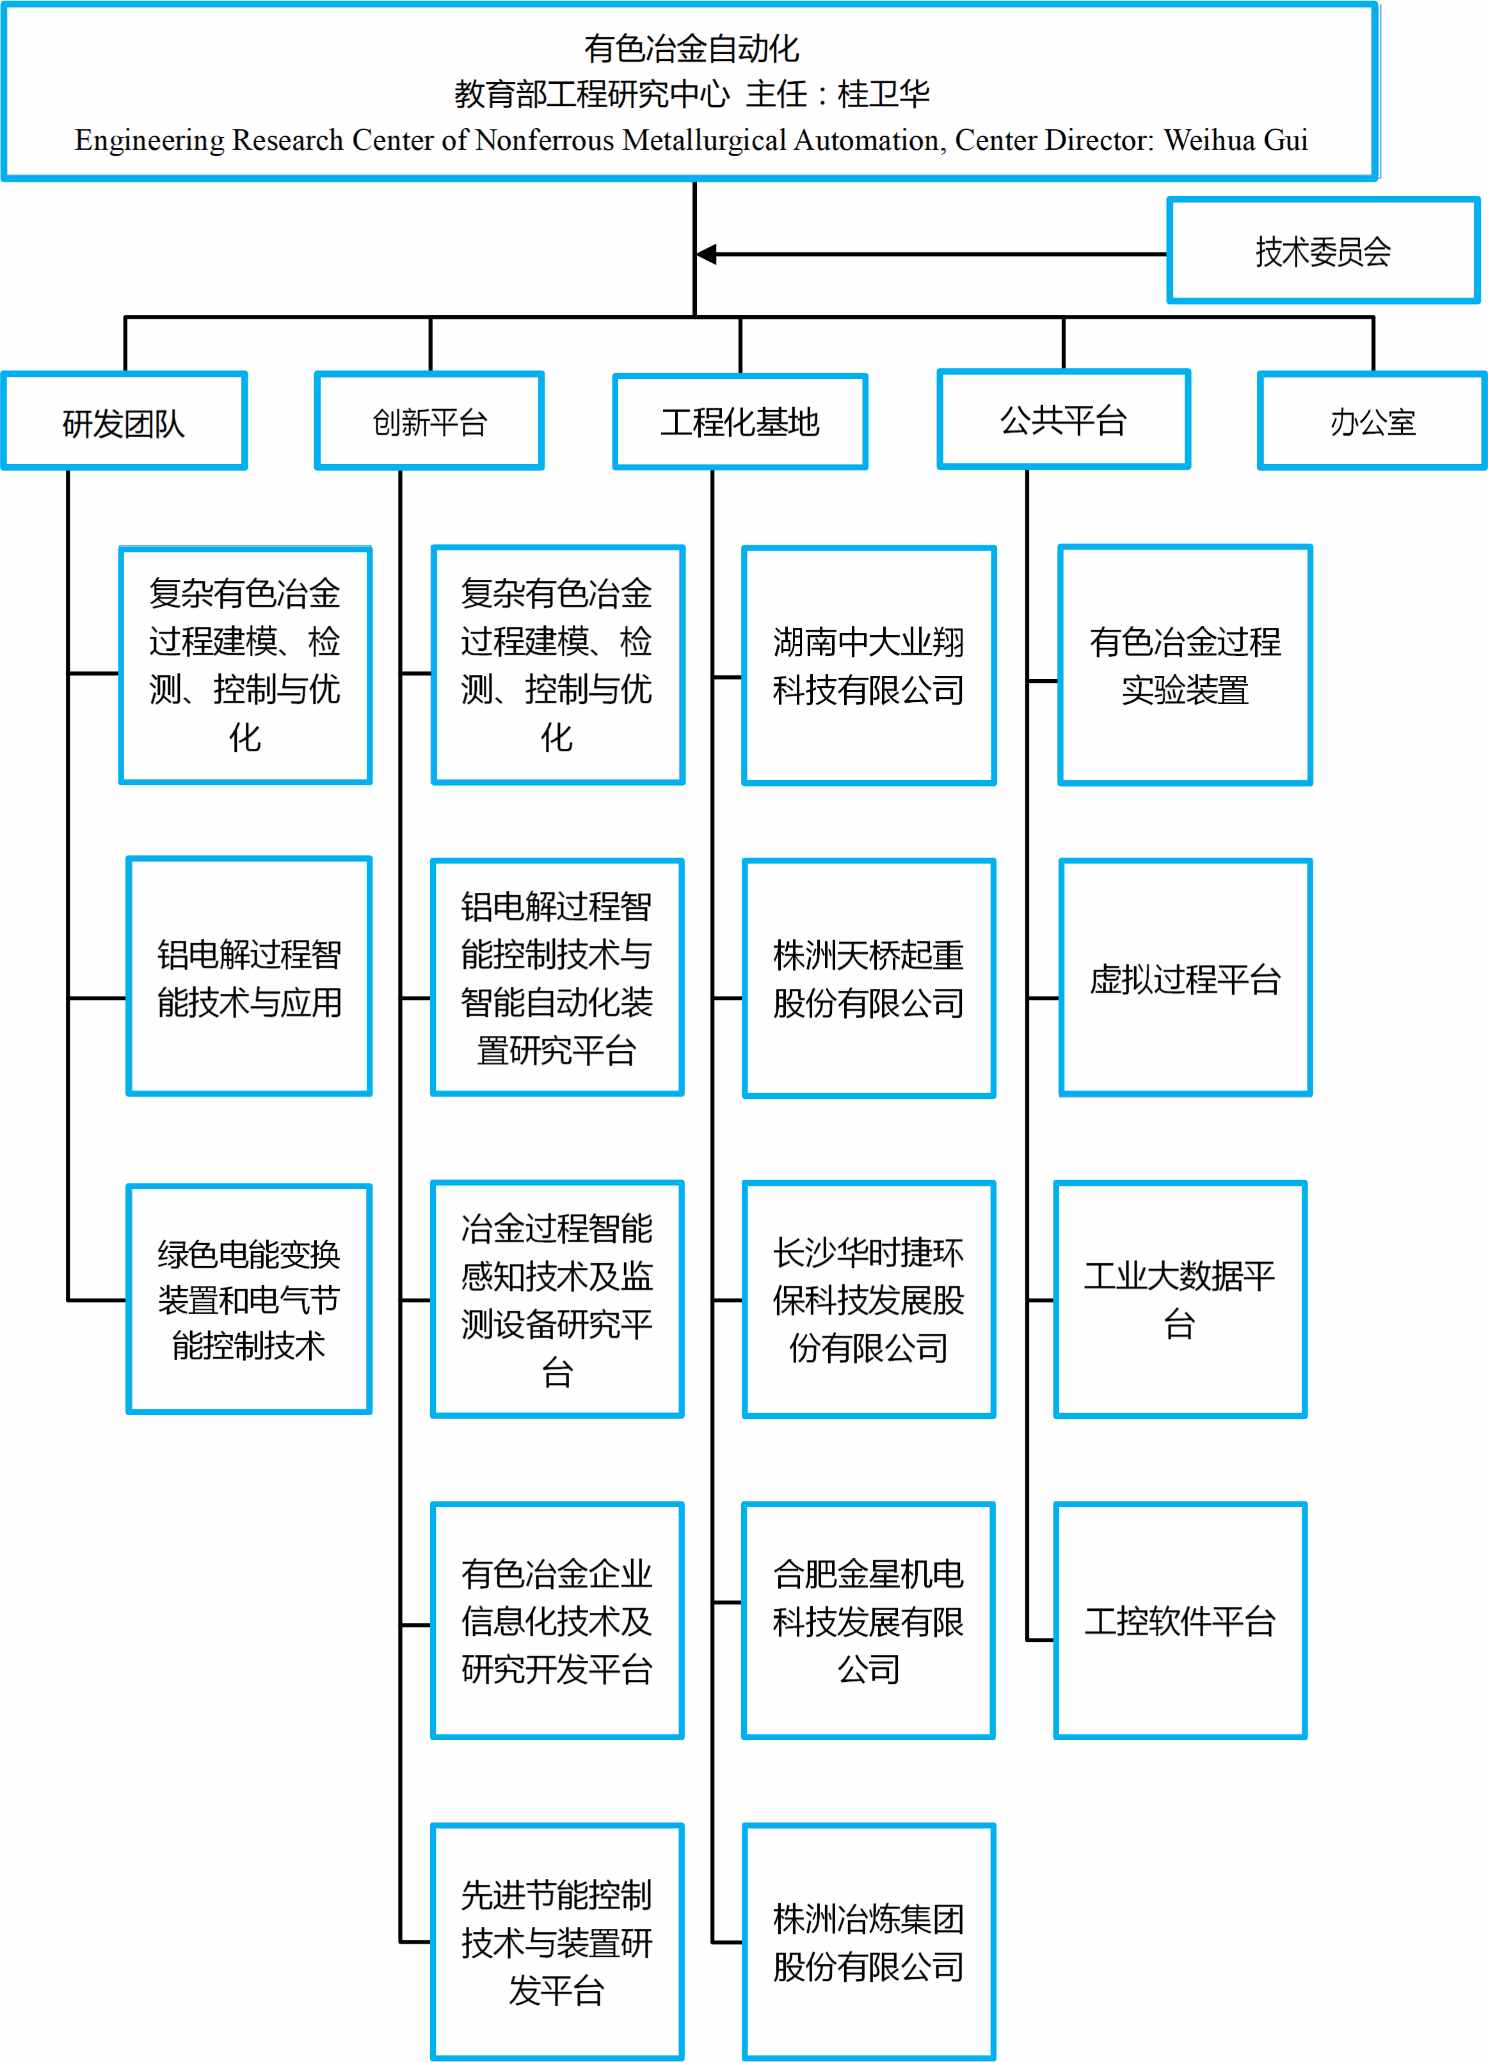 有色冶金自动化
教育部工程研究中心 主任：桂卫华
Engineering Research Center of Nonferrous Metallurgical Automation, Center Director: Weihua Gui
技术委员会
研发团队
创新平台
工程化基地
公共平台
办公室
复杂有色冶金
过程建模、检
测、控制与优
化
铝电解过程智
能技术与应用
绿色电能变换
装置和电气节
能控制技术
复杂有色冶金
过程建模、检
测、控制与优
化
铝电解过程智
能控制技术与
智能自动化装
置研究平台
冶金过程智能
感知技术及监
测设备研究平
台
有色冶金企业
信息化技术及
研究开发平台
先进节能控制
技术与装置研
发平台
湖南中大业翔
科技有限公司
株洲天桥起重
股份有限公司
长沙华时捷环
保科技发展股
份有限公司
合肥金星机电
科技发展有限
公司
株洲冶炼集团
股份有限公司
有色冶金过程
实验装置
虚拟过程平台
工业大数据平
台
工控软件平台